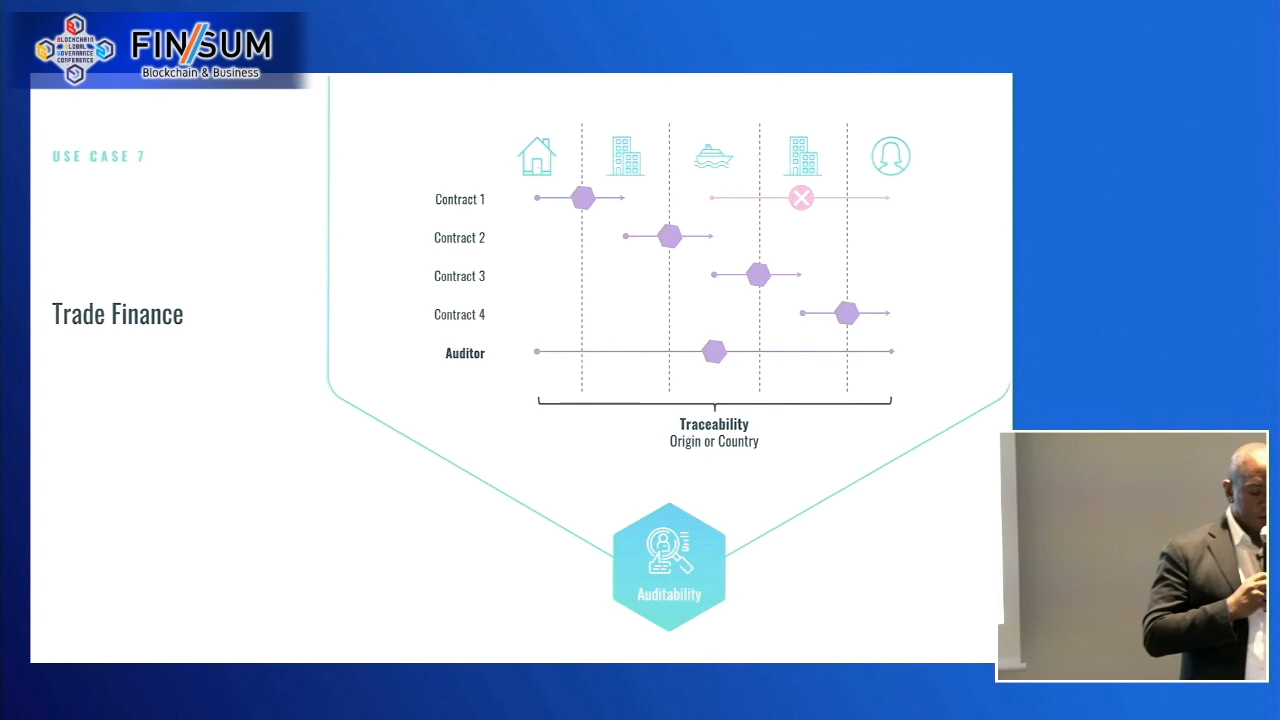 BLOCKCHAIN
GLOBAL
GOVERNANCE
CONFERENCE
FIN/SUM
Blockchain & Business
USE CASE 7
Trade Finance
Contract 1
Contract 2
Contract 3
Contract 4
Auditor
Traceability
Origin or Country
Auditability